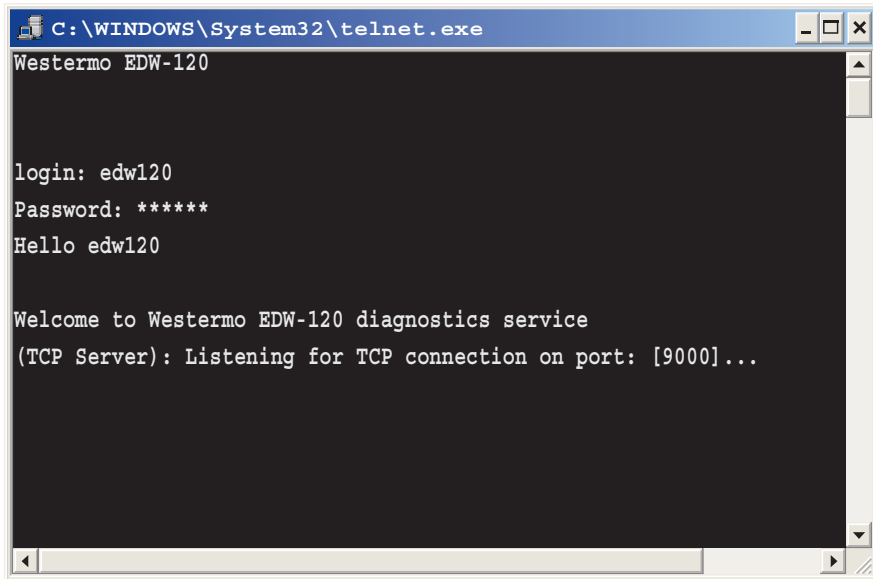 C:\WINDOWS\System32\telnet.exe
Westermo EDW-120
login: edw120
Password: ******
Hello edw120
Welcome to Westermo EDW-120 diagnostics service
(TCP Server): Listening for TCP connection on port: [9000]...